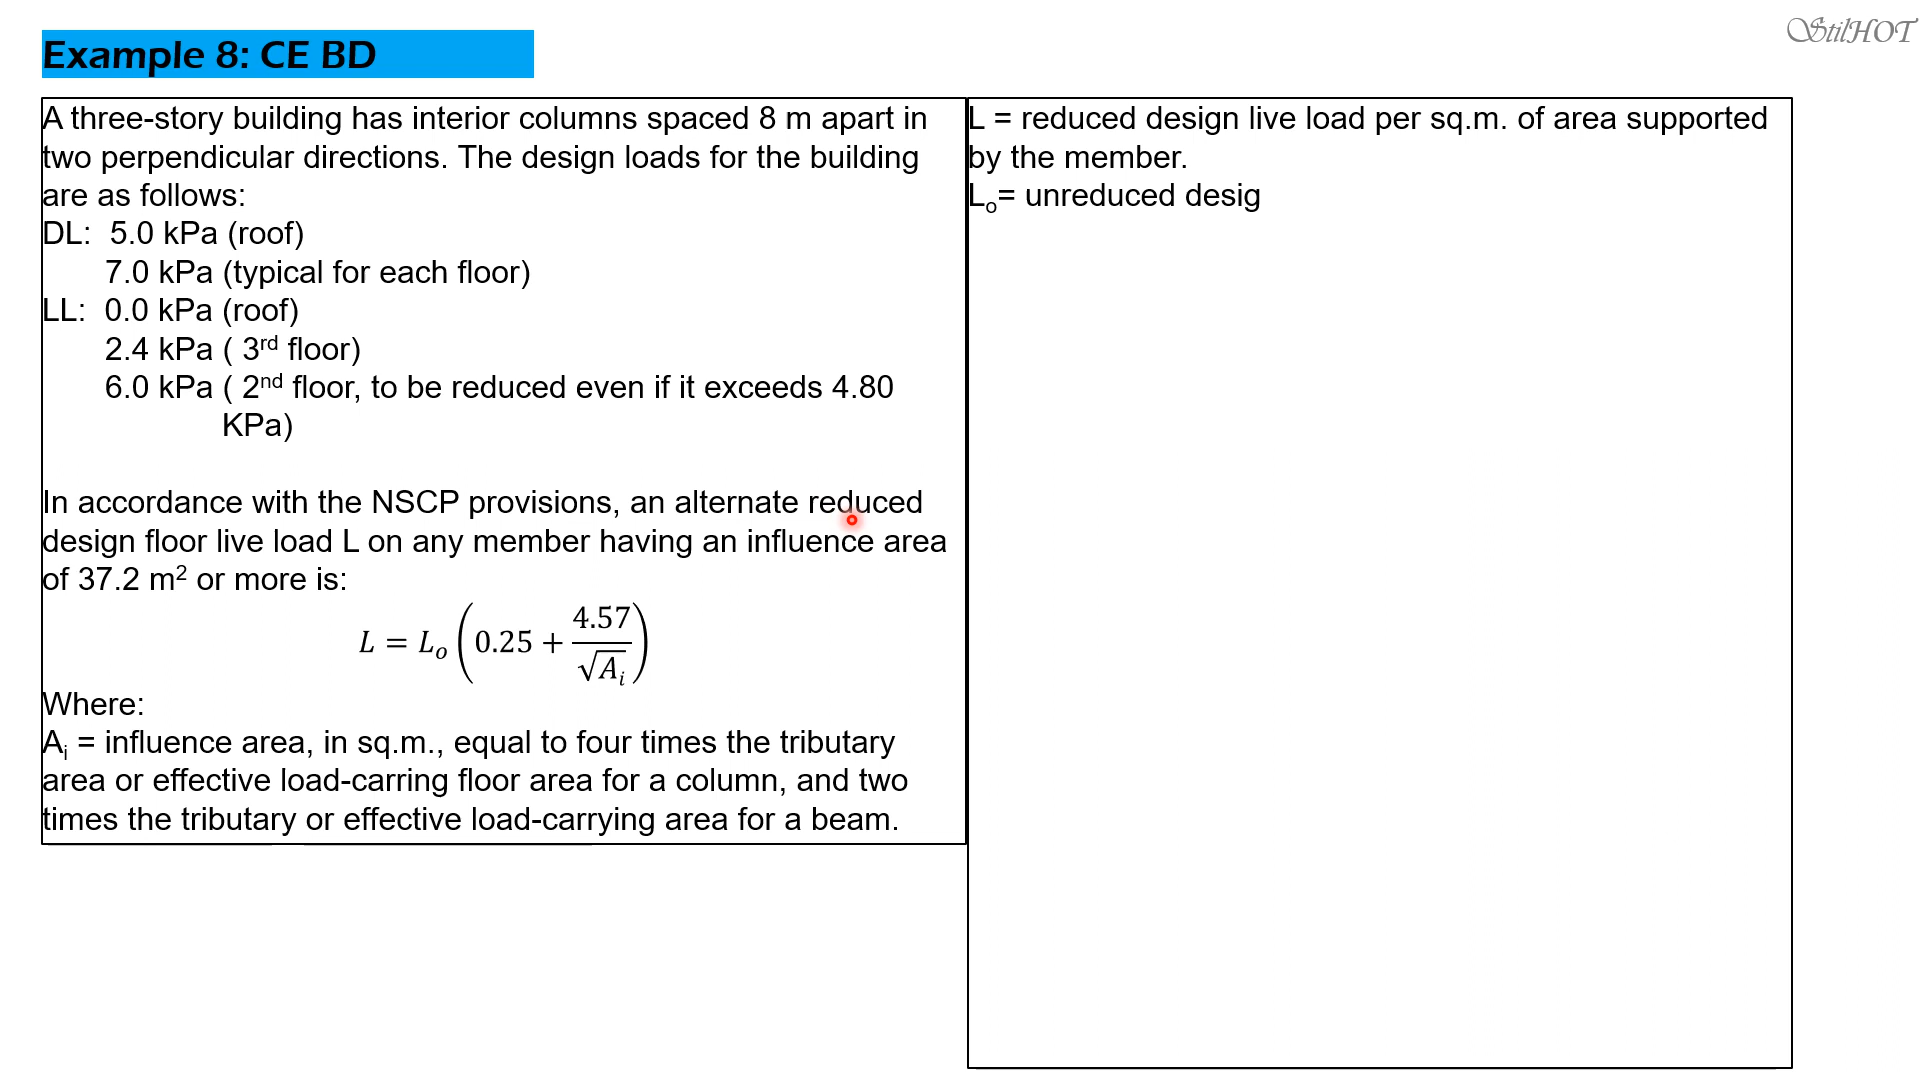 StilHOT
Example 8: CE BD
A three-story building has interior columns spaced 8 m apart in
two perpendicular directions. The design loads for the building
are as follows:
DL: 5.0 kPa (roof)
7.0 kPa (typical for each floor)
LL: 0.0 kPa (roof)
2.4 kPa ( 3rd floor)
6.0 kPa ( 2nd floor, to be reduced even if it exceeds 4.80
KPa)
In accordance with the NSCP provisions, an alternate reduced
design floor live load L on any member having an influence area
of 37.2 m² or more is:
L = Lₒ (0.25 + 4.57/√Aᵢ)
Where:
Aᵢ = influence area, in sq.m., equal to four times the tributary
area or effective load-carring floor area for a column, and two
times the tributary or effective load-carrying area for a beam.
L = reduced design live load per sq.m. of area supported
by the member.
Lₒ= unreduced desig